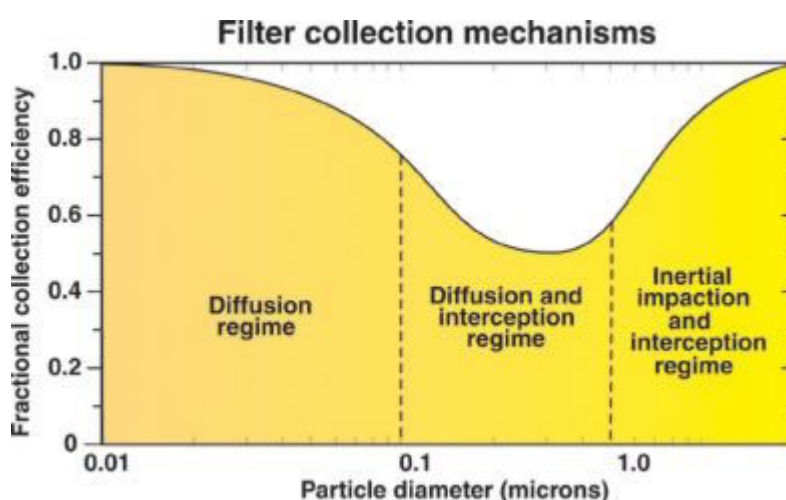 Filter collection mechanisms
Fractional collection efficiency
1.0
0.8
0.6
0.4
0.2
0
Diffusion
regime
Diffusion and
interception
regime
Inertial
impaction
and
interception
regime
0.01
0.1
1.0
Particle diameter (microns)